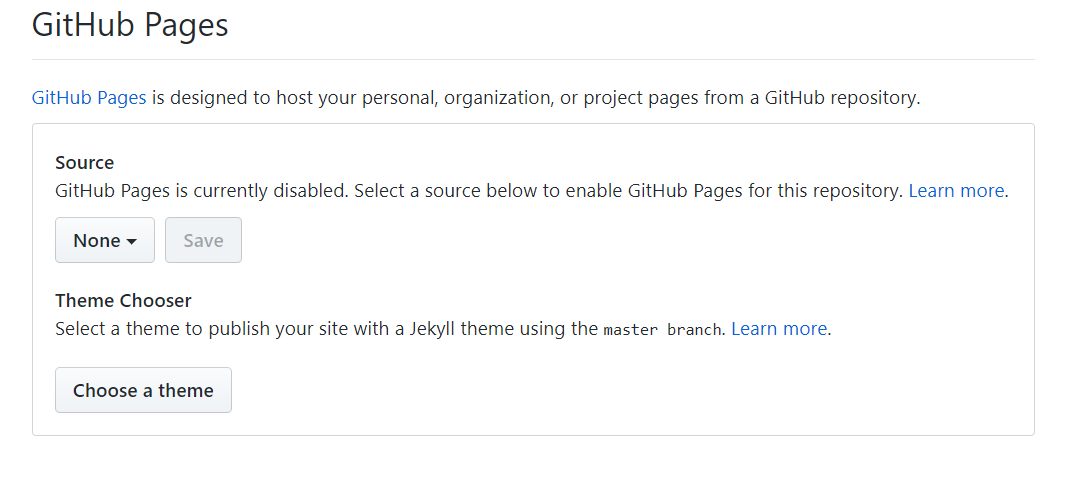 GitHub Pages
GitHub Pages is designed to host your personal, organization, or project pages from a GitHub repository.
Source
GitHub Pages is currently disabled. Select a source below to enable GitHub Pages for this repository. Learn more.
None Save
Theme Chooser
Select a theme to publish your site with a Jekyll theme using the master branch. Learn more.
Choose a theme